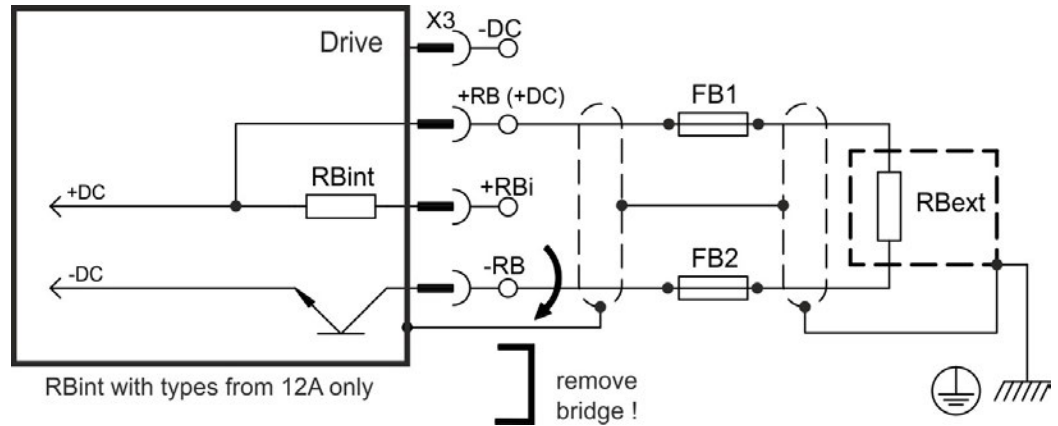 X3
-DC
Drive
+RB (+DC)
FB1
RBint
+RBi
+DC
RBext
-RB
FB2
-DC
RBint with types from 12A only
remove
bridge !